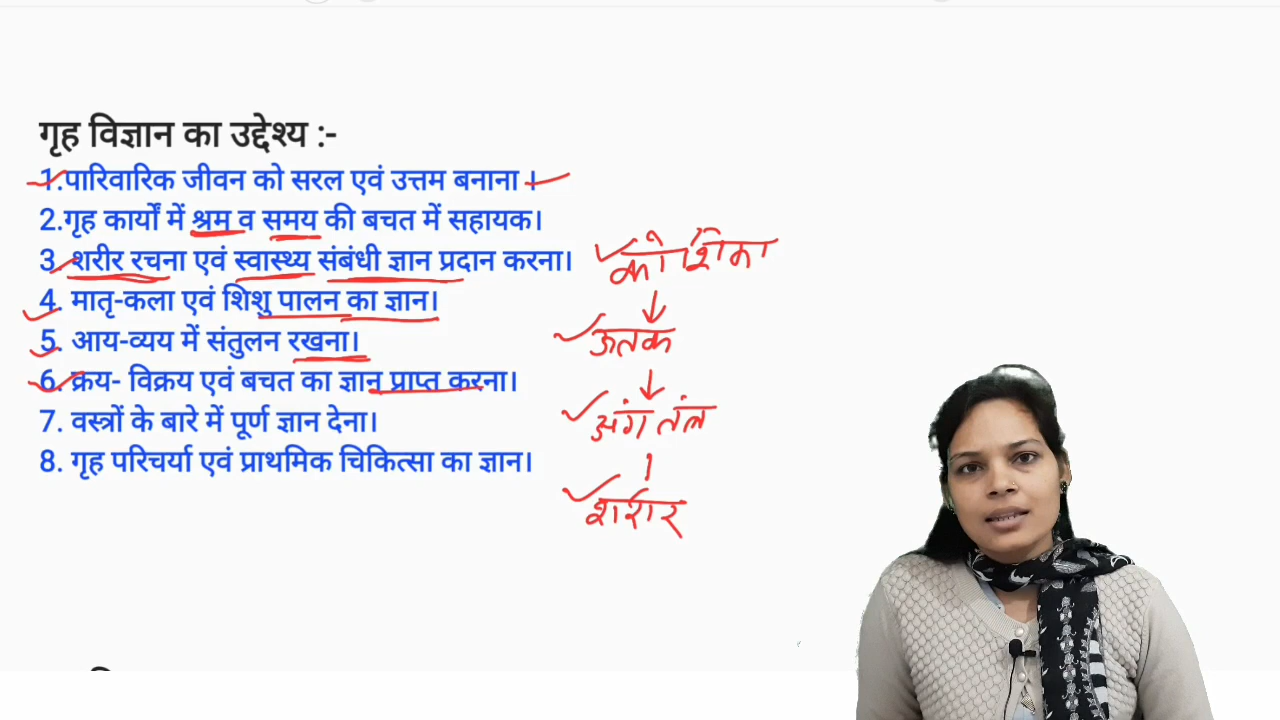 गृह विज्ञान का उद्देश्य :-
1.पारिवारिक जीवन को सरल एवं उत्तम बनाना ।
2.गृह कार्यों में श्रम व समय की बचत में सहायक।
3. शरीर रचना एवं स्वास्थ्य संबंधी ज्ञान प्रदान करना।
4. मातृ-कला एवं शिशु पालन का ज्ञान।
5. आय-व्यय में संतुलन रखना।
6. क्रय- विक्रय एवं बचत का ज्ञान प्राप्त करना।
7. वस्त्रों के बारे में पूर्ण ज्ञान देना।
8. गृह परिचर्या एवं प्राथमिक चिकित्सा का ज्ञान।
कोशिका
ऊतक
अंग तंत्र
शरीर